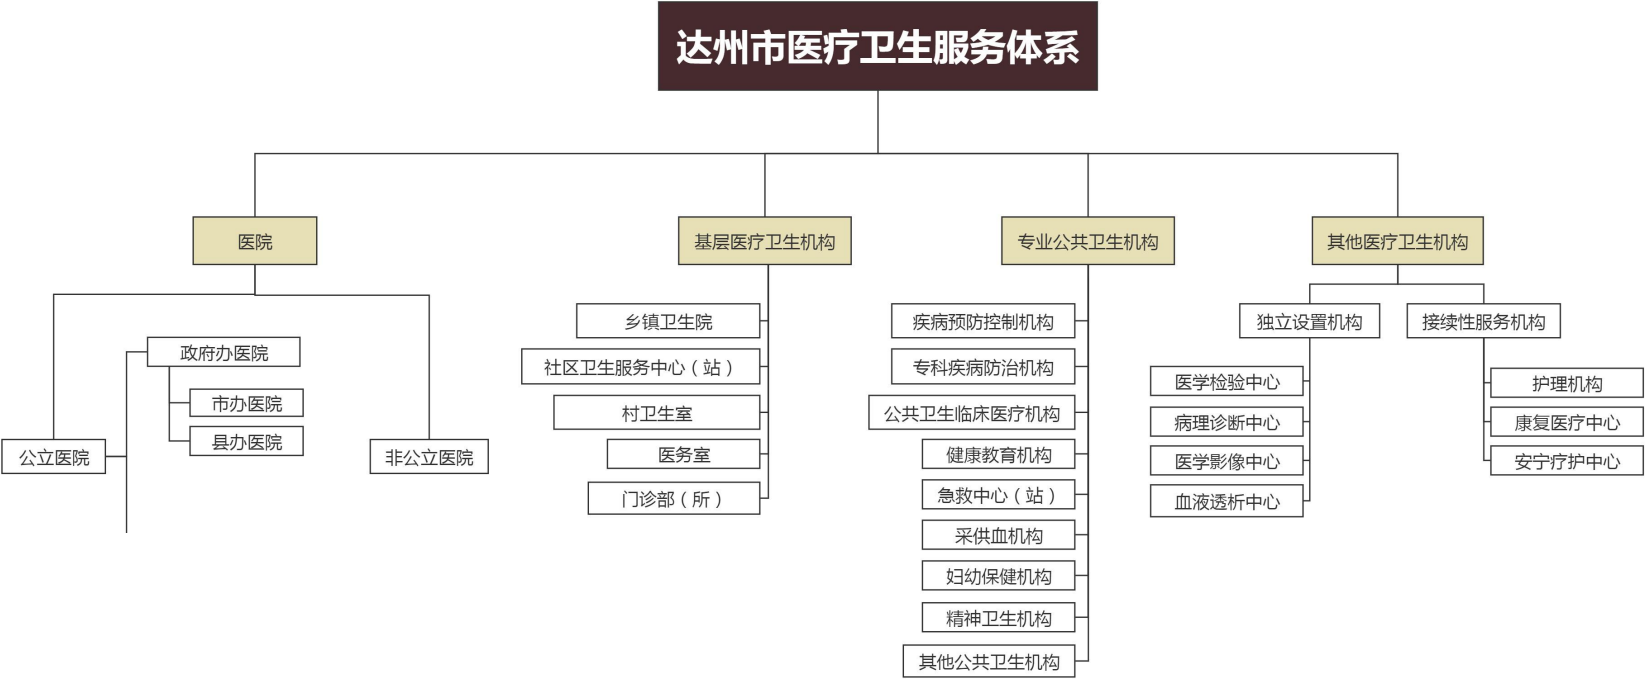 达州市医疗卫生服务体系
医院
基层医疗卫生机构
专业公共卫生机构
其他医疗卫生机构
政府办医院
市办医院
县办医院
公立医院
非公立医院
乡镇卫生院
社区卫生服务中心（站）
村卫生室
医务室
门诊部（所）
疾病预防控制机构
专科疾病防治机构
公共卫生临床医疗机构
健康教育机构
急救中心（站）
采供血机构
妇幼保健机构
精神卫生机构
其他公共卫生机构
独立设置机构
接续性服务机构
医学检验中心
病理诊断中心
医学影像中心
血液透析中心
护理机构
康复医疗中心
安宁疗护中心